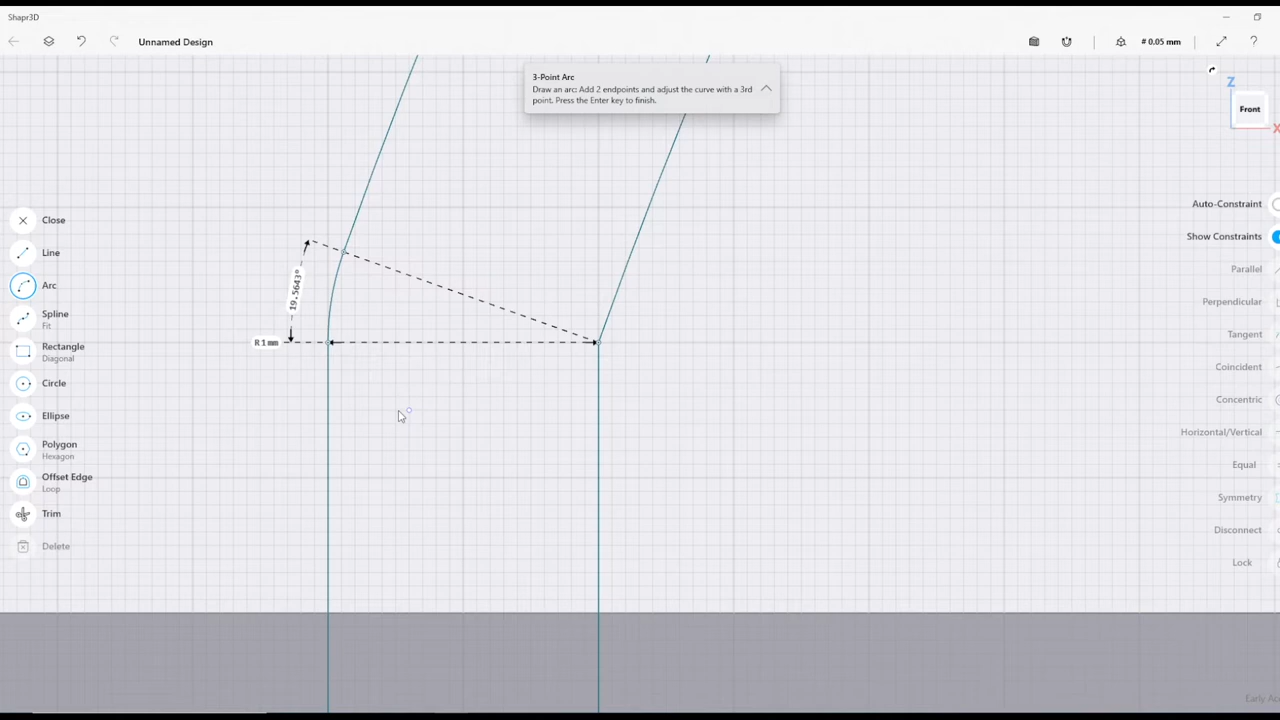 Shapr3D
Unnamed Design
# 0.05 mm
3-Point Arc
Draw an arc: Add 2 endpoints and adjust the curve with a 3rd
point. Press the Enter key to finish.
Z
Front
X
Close
Line
Arc
Spline
Fit
Rectangle
Diagonal
Circle
Ellipse
Polygon
Hexagon
Offset Edge
Loop
Trim
Delete
19.5643°
R 1 mm
Auto-Constraint
Show Constraints
Parallel
Perpendicular
Tangent
Coincident
Concentric
Horizontal/Vertical
Equal
Symmetry
Disconnect
Lock
Early